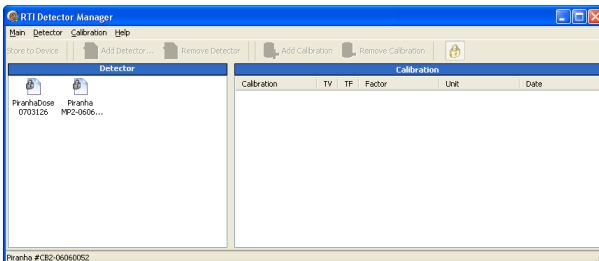 RTI Detector Manager
Main Detector Calibration Help
Store to Device Add Detector... Remove Detector Add Calibration Remove Calibration
Detector
Calibration
PiranhaDose
0703126
Piranha
MP2-0606...
Calibration TV TF Factor Unit Date
Piranha #CB2-06060052